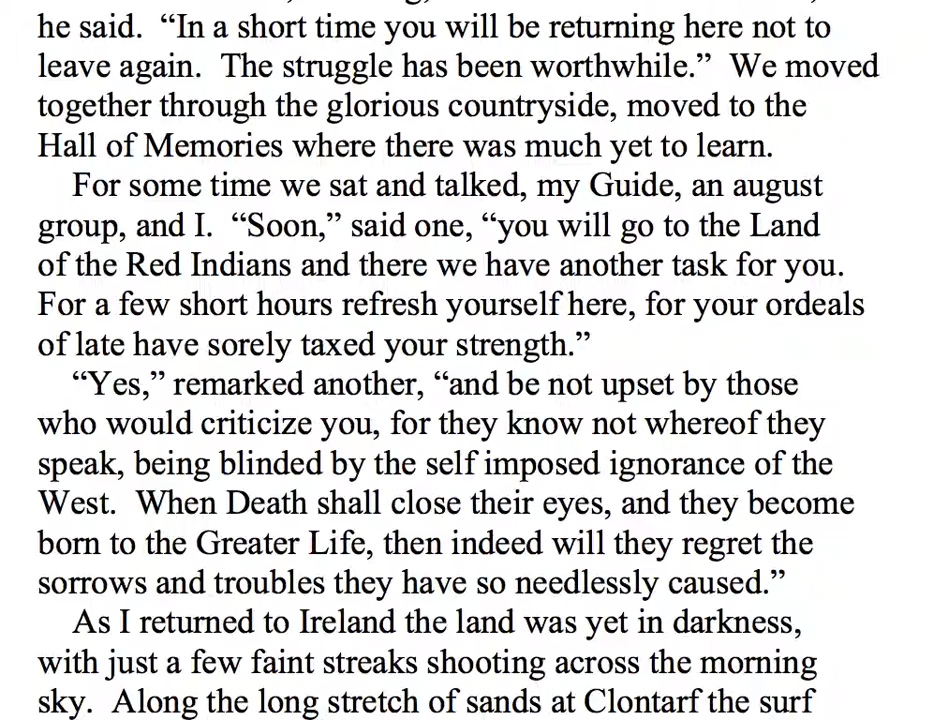 he said.  “In a short time you will be returning here not to
leave again.  The struggle has been worthwhile.”  We moved
together through the glorious countryside, moved to the
Hall of Memories where there was much yet to learn.
For some time we sat and talked, my Guide, an august
group, and I.  “Soon,” said one, “you will go to the Land
of the Red Indians and there we have another task for you.
For a few short hours refresh yourself here, for your ordeals
of late have sorely taxed your strength.”
“Yes,” remarked another, “and be not upset by those
who would criticize you, for they know not whereof they
speak, being blinded by the self imposed ignorance of the
West.  When Death shall close their eyes, and they become
born to the Greater Life, then indeed will they regret the
sorrows and troubles they have so needlessly caused.”
As I returned to Ireland the land was yet in darkness,
with just a few faint streaks shooting across the morning
sky.  Along the long stretch of sands at Clontarf the surf